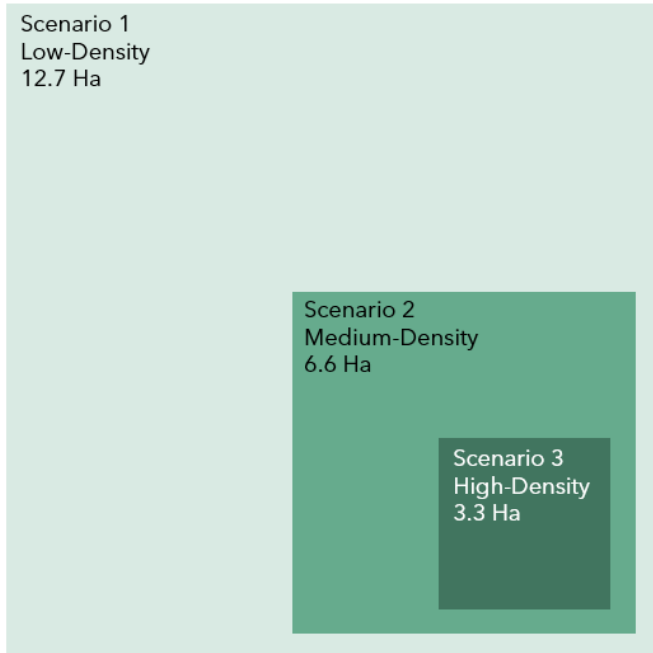 Scenario 1
Low-Density
12.7 Ha
Scenario 2
Medium-Density
6.6 Ha
Scenario 3
High-Density
3.3 Ha